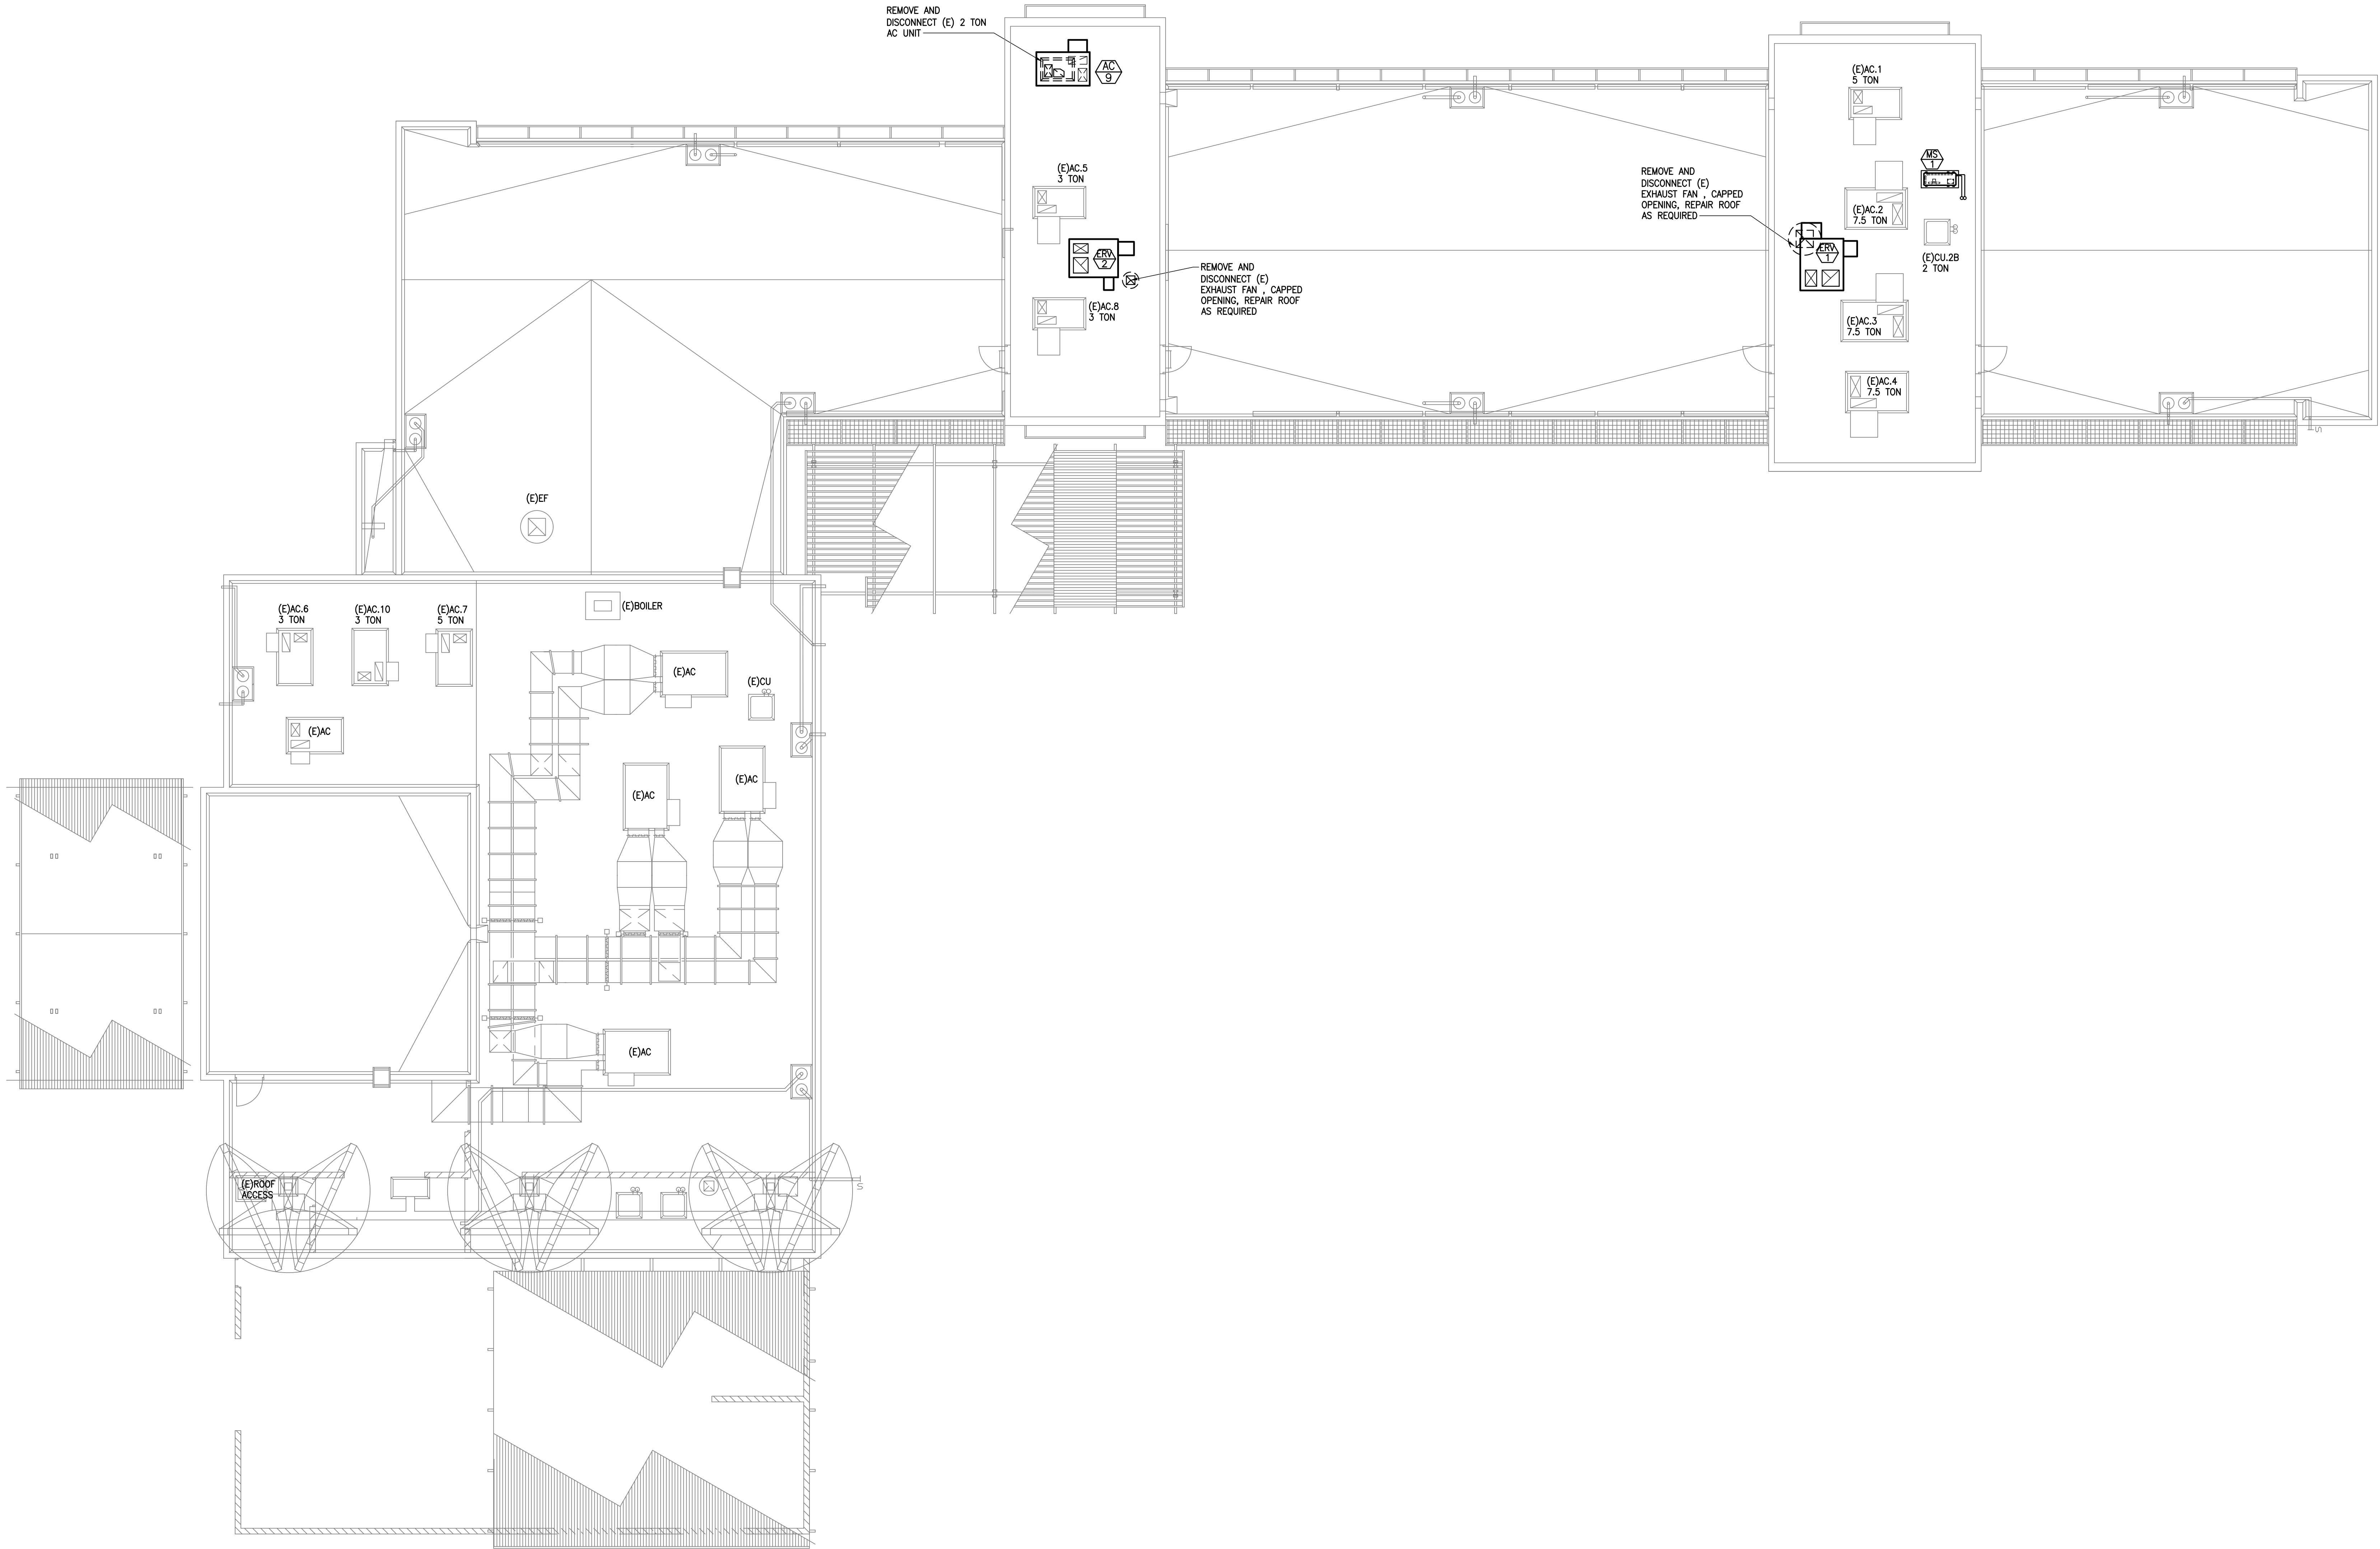 REMOVE AND
DISCONNECT (E) 2 TON
AC UNIT
AC
9
(E)AC.1
5 TON
MS
1
(E)AC.5
3 TON
REMOVE AND
DISCONNECT (E)
EXHAUST FAN , CAPPED
OPENING, REPAIR ROOF
AS REQUIRED
(E)AC.2
7.5 TON
ERV
2
ERV
1
(E)CU.2B
2 TON
REMOVE AND
DISCONNECT (E)
EXHAUST FAN , CAPPED
OPENING, REPAIR ROOF
AS REQUIRED
(E)AC.8
3 TON
(E)AC.3
7.5 TON
(E)AC.4
7.5 TON
S
(E)EF
(E)AC.6
3 TON
(E)AC.10
3 TON
(E)AC.7
5 TON
(E)BOILER
(E)AC
(E)CU
(E)AC
(E)AC
(E)AC
(E)AC
(E)ROOF
ACCESS
S